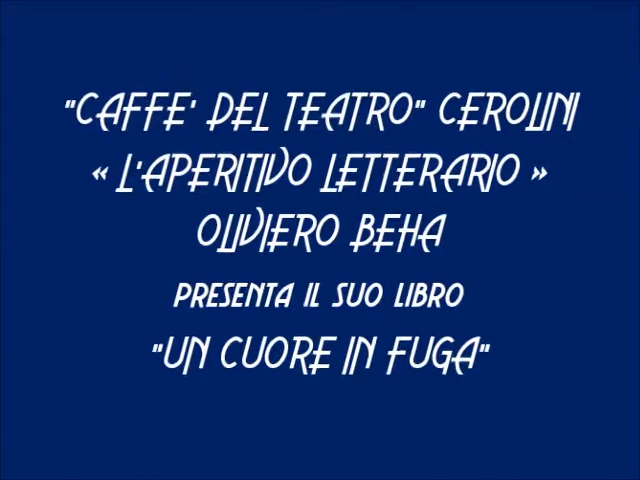 "CAFFE' DEL TEATRO" CEROLINI
« L'APERITIVO LETTERARIO »
OLIVIERO BEHA
PRESENTA IL SUO LIBRO
"UN CUORE IN FUGA"